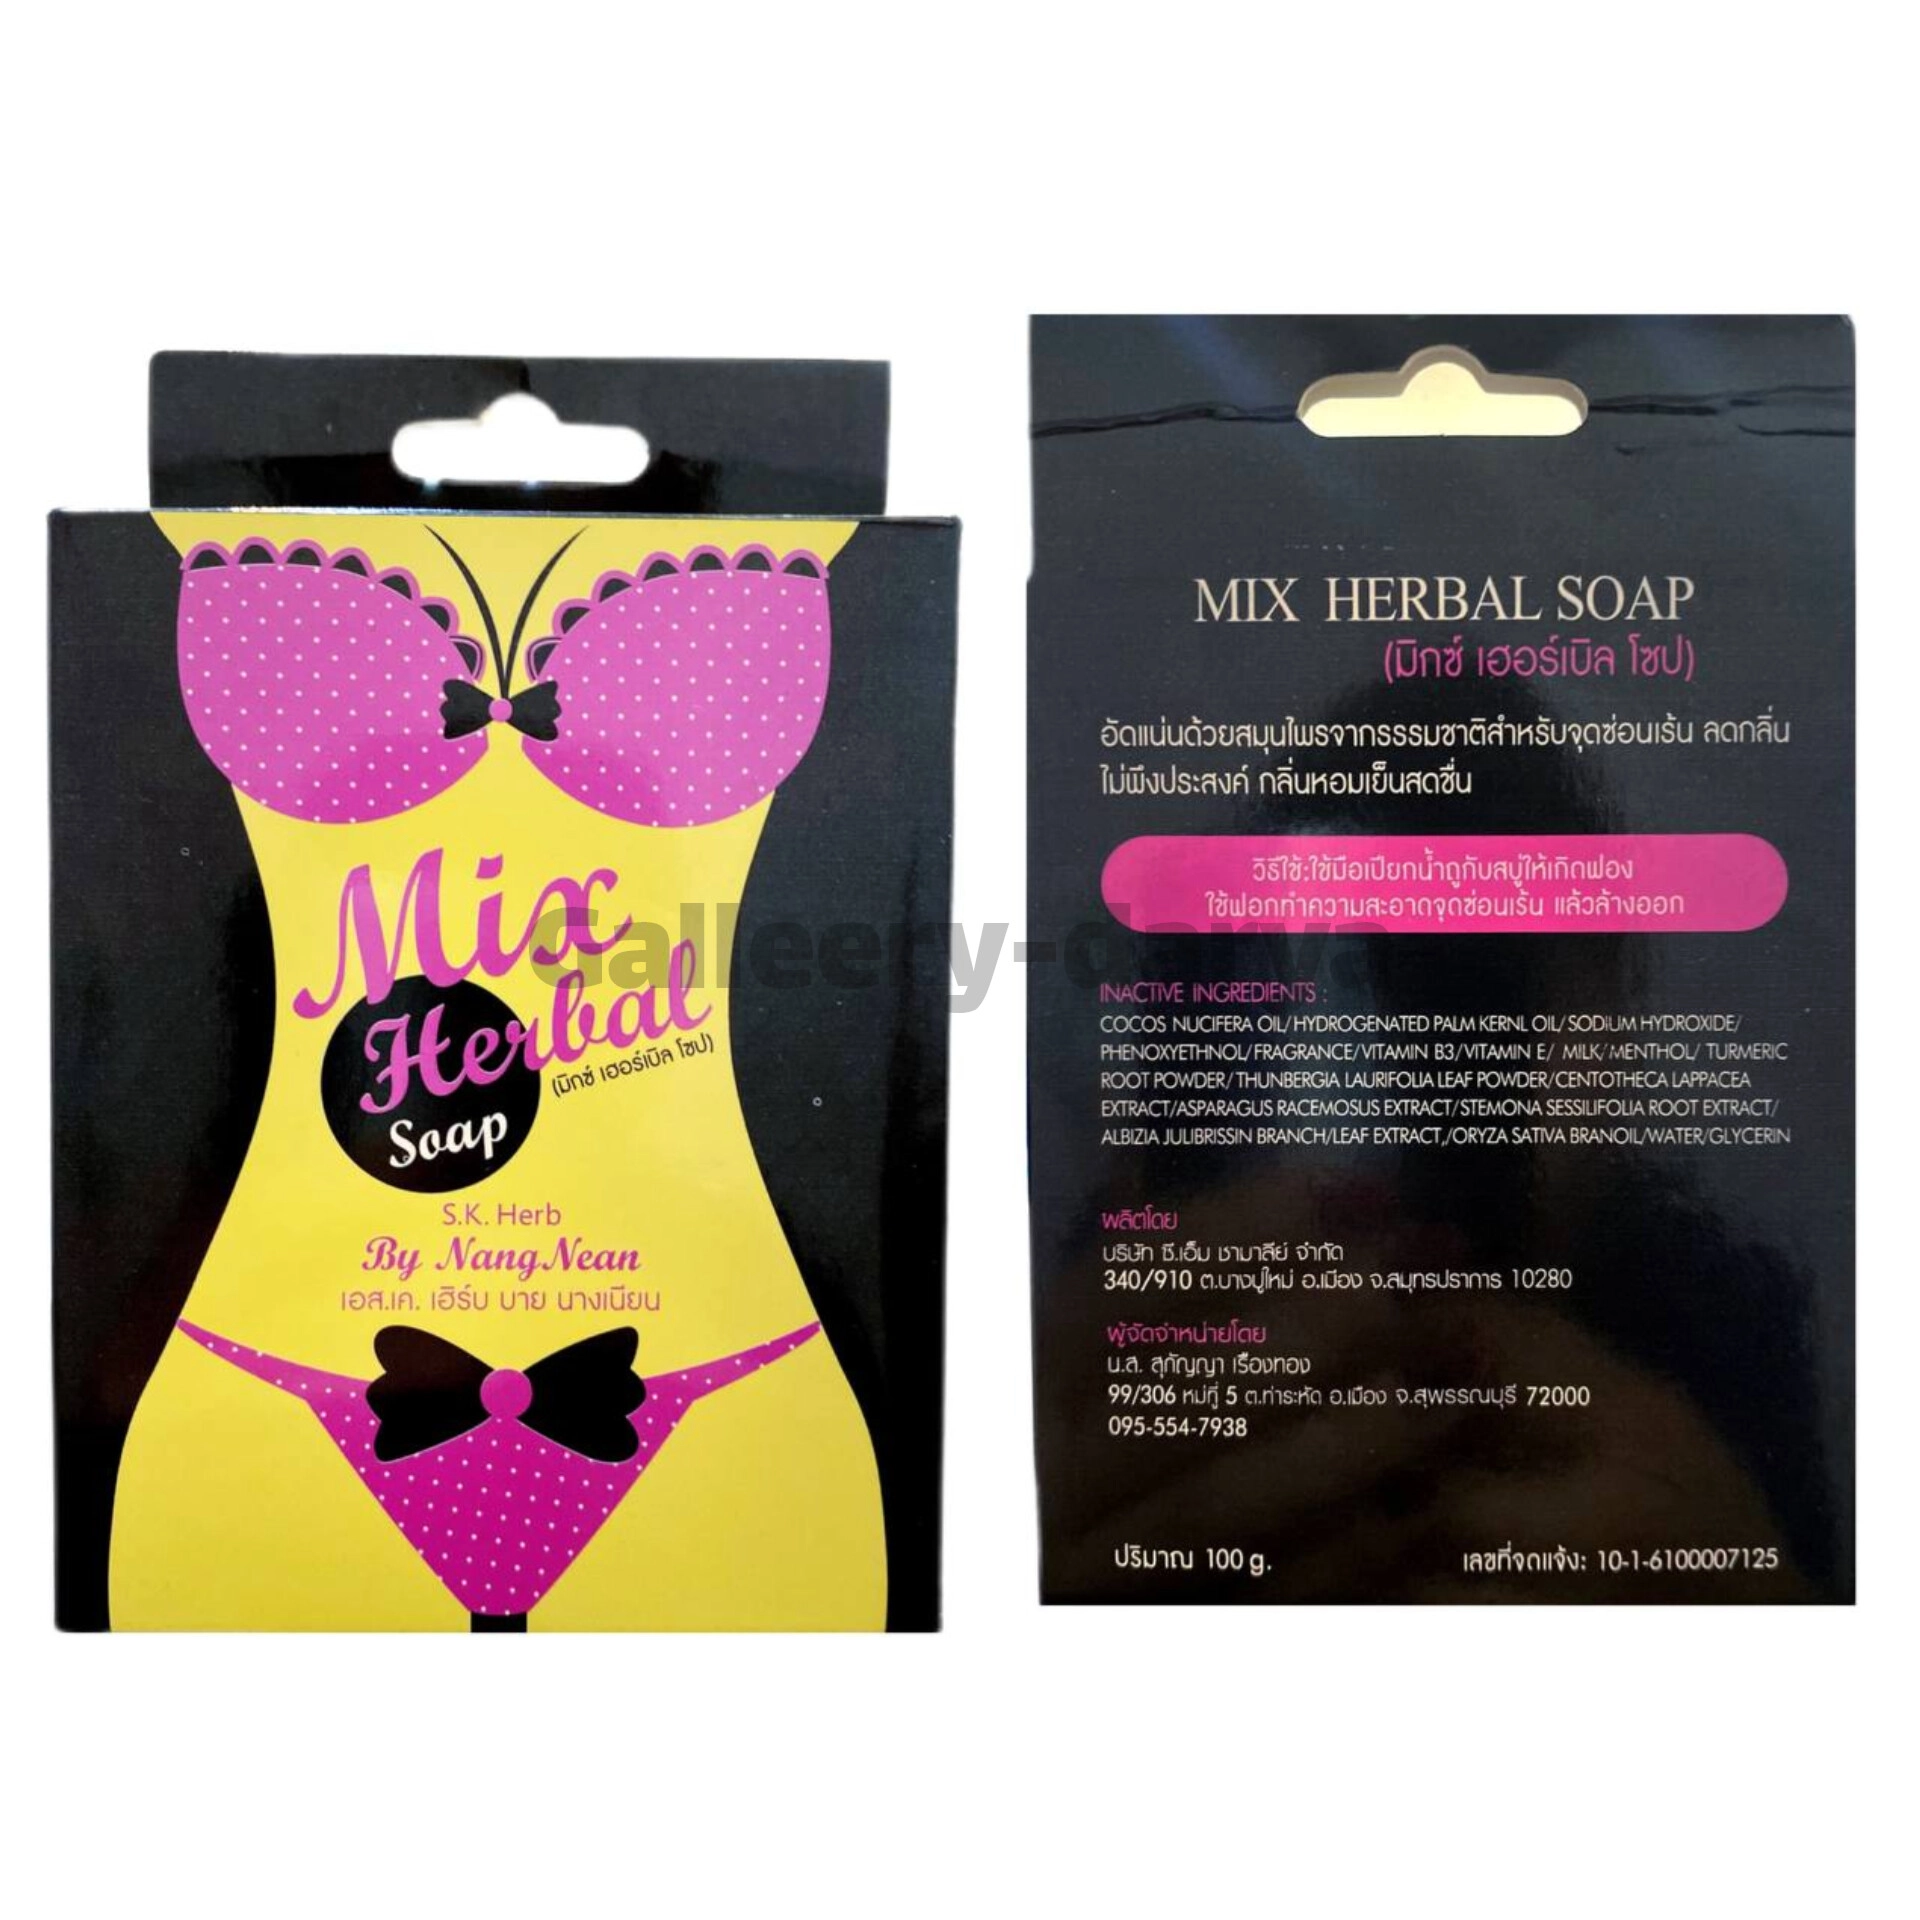 Mix
Herbal
(มิกซ์ เฮอร์เบิล โซป)
Soap
S.K. Herb
By NangNean
เอส.เค. เฮิร์บ บาย นางเนียน
Galleery-darva
MIX HERBAL SOAP
(มิกซ์ เฮอร์เบิล โซป)
อัดแน่นด้วยสมุนไพรจากธรรมชาติสำหรับจุดซ่อนเร้น ลดกลิ่น
ไม่พึงประสงค์ กลิ่นหอมเย็นสดชื่น
วิธีใช้:ใช้มือเปียกน้ำถูกับสบู่ให้เกิดฟอง
ใช้ฟอกทำความสะอาดจุดซ่อนเร้น แล้วล้างออก
INACTIVE INGREDIENTS :
COCOS NUCIFERA OIL/HYDROGENATED PALM KERNL OIL/SODIUM HYDROXIDE/
PHENOXYETHNOL/FRAGRANCE/VITAMIN B3/VITAMIN E/ MILK/MENTHOL/ TURMERIC
ROOT POWDER/THUNBERGIA LAURIFOLIA LEAF POWDER/CENTOTHECA LAPPACEA
EXTRACT/ASPARAGUS RACEMOSUS EXTRACT/STEMONA SESSILIFOLIA ROOT EXTRACT/
ALBIZIA JULIBRISSIN BRANCH/LEAF EXTRACT,/ORYZA SATIVA BRANOIL/WATER/GLYCERIN
ผลิตโดย
บริษัท ซี.เอ็ม ชามาลีย์ จำกัด
340/910 ต.บางปูใหม่ อ.เมือง จ.สมุทรปราการ 10280
ผู้จัดจำหน่ายโดย
น.ส. สุกัญญา เรืองทอง
99/306 หมู่ที่ 5 ต.ท่าระหัด อ.เมือง จ.สุพรรณบุรี 72000
095-554-7938
ปริมาณ 100 g.
เลขที่จดแจ้ง: 10-1-6100007125